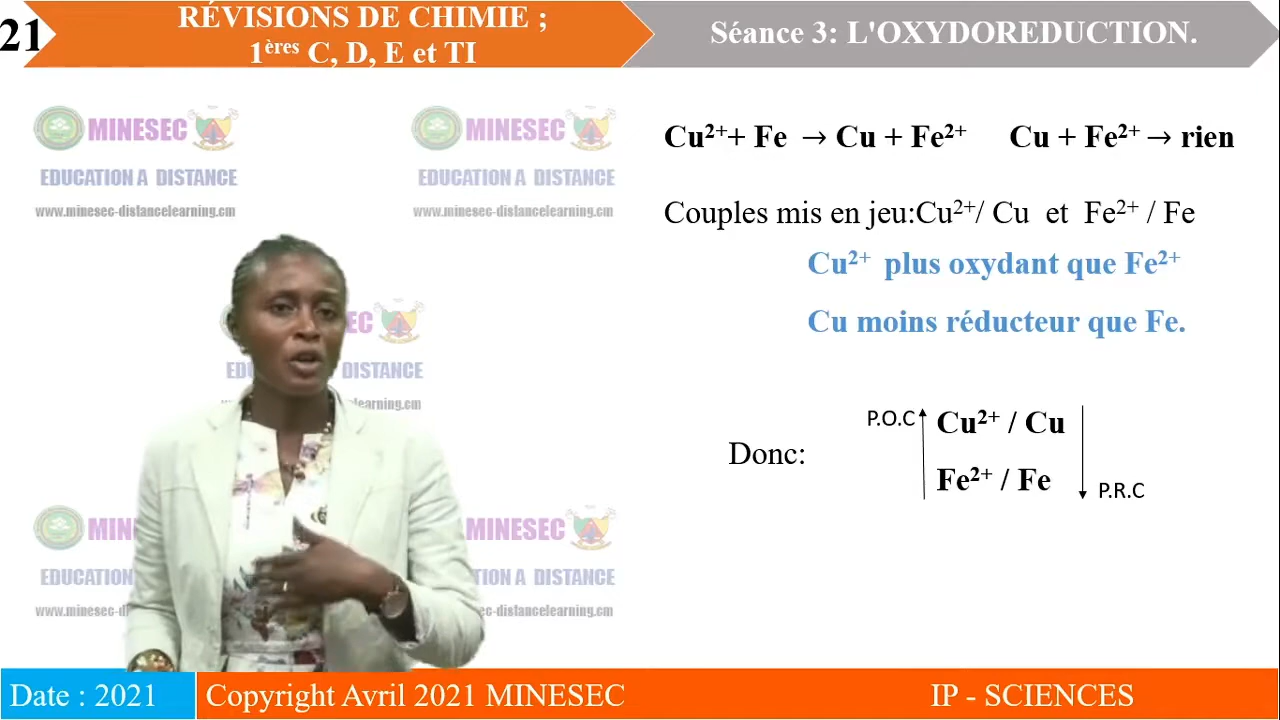 21
RÉVISIONS DE CHIMIE ;
1ères C, D, E et TI
Séance 3: L'OXYDOREDUCTION.
MINESEC
EDUCATION A DISTANCE
www.minesec-distancelearning.cm
MINESEC
EDUCATION A DISTANCE
www.minesec-distancelearning.cm
Cu²⁺+ Fe → Cu + Fe²⁺ Cu + Fe²⁺ → rien
Couples mis en jeu:Cu²⁺/ Cu et Fe²⁺ / Fe
Cu²⁺ plus oxydant que Fe²⁺
Cu moins réducteur que Fe.
DISTANCE
Donc:
P.O.C
Cu²⁺ / Cu
Fe²⁺ / Fe
P.R.C
MINESEC
EDUCATION
DISTANCE
Date : 2021
Copyright Avril 2021 MINESEC
IP - SCIENCES